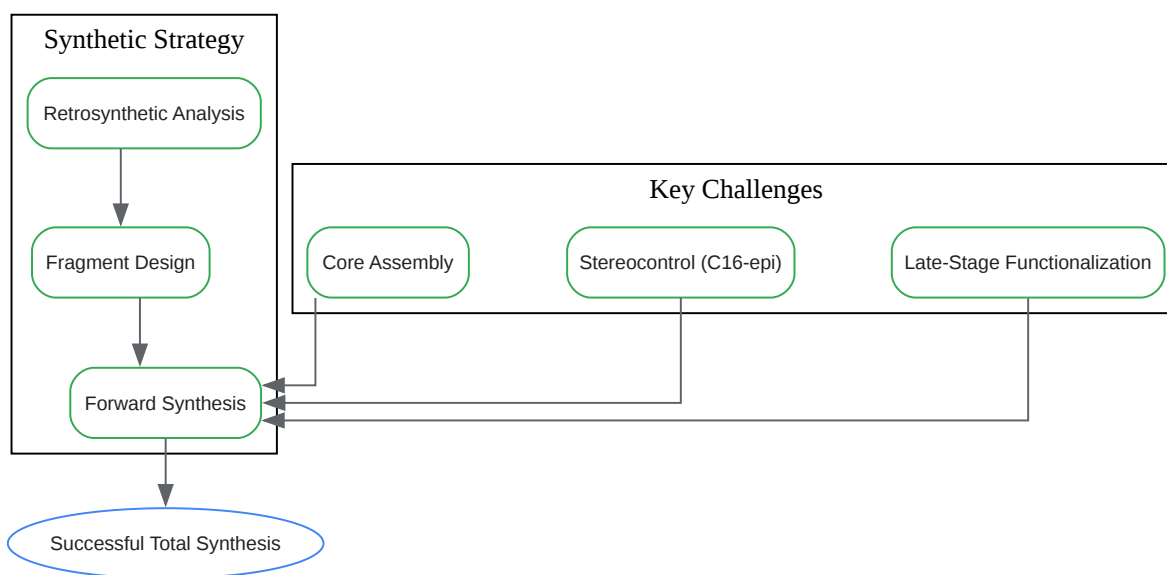 Synthetic Strategy
Retrosynthetic Analysis
Fragment Design
Forward Synthesis
Key Challenges
Core Assembly
Stereocontrol (C16-epi)
Late-Stage Functionalization
Successful Total Synthesis